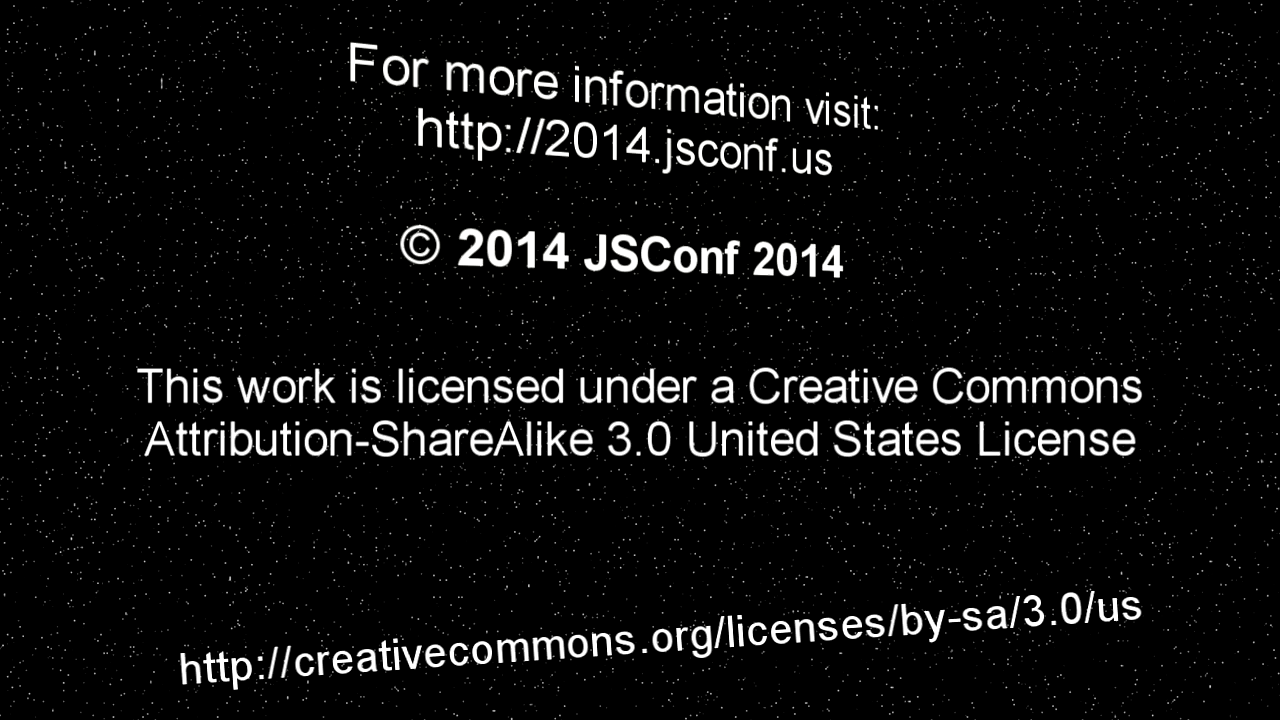 For more information visit:
http://2014.jsconf.us
© 2014 JSConf 2014
This work is licensed under a Creative Commons
Attribution-ShareAlike 3.0 United States License
http://creativecommons.org/licenses/by-sa/3.0/us